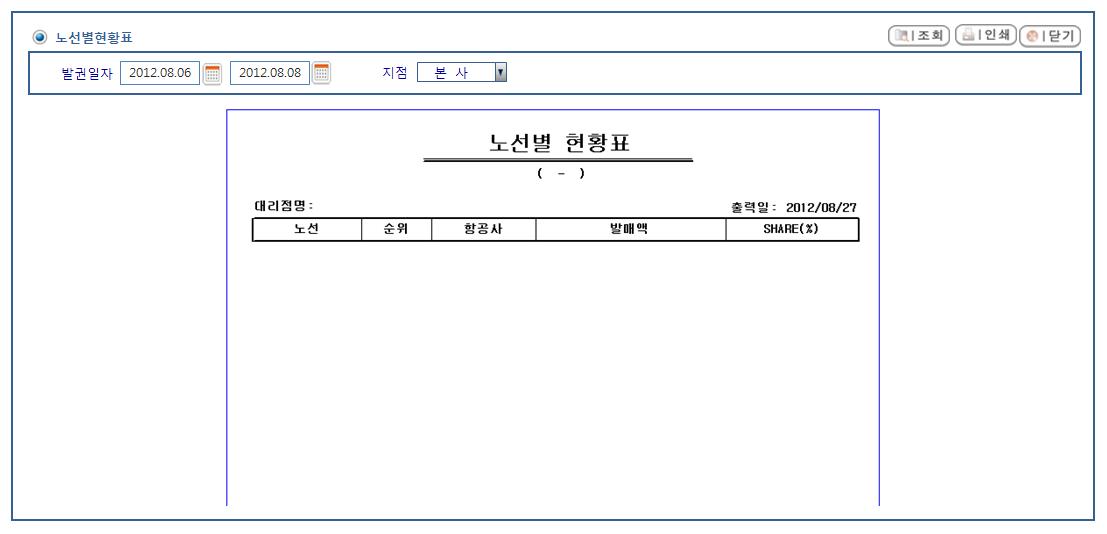 노선별현황표 조회 인쇄 닫기
발권일자 2012.08.06 2012.08.08 지점 본 사
노선별 현황표
( - )
대리점명: 출력일: 2012/08/27
노선 순위 항공사 발매액 SHARE(%)